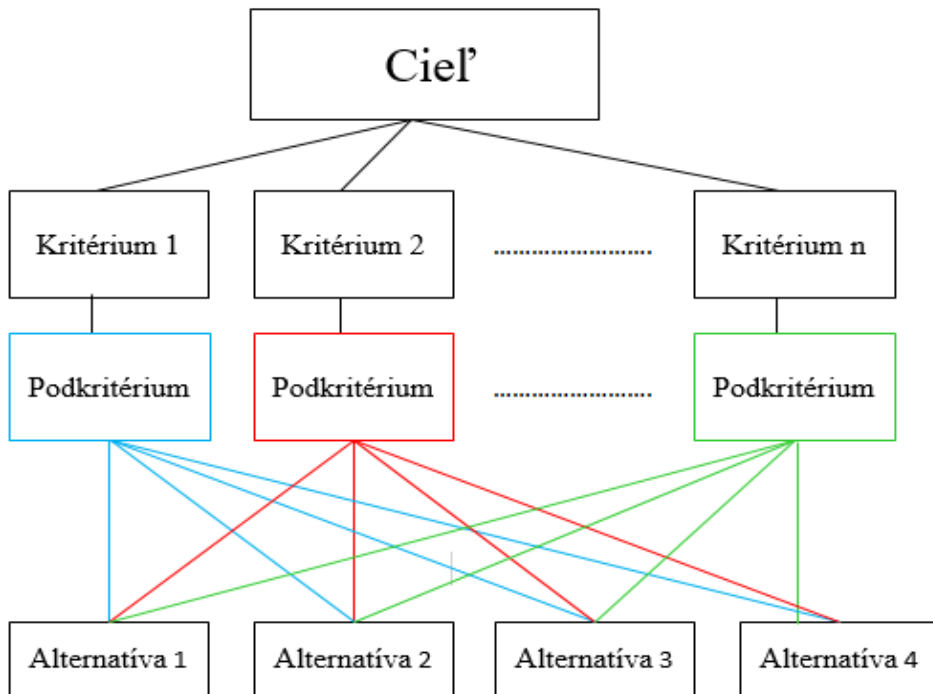 Cieľ
Kritérium 1
Kritérium 2
..........................
Kritérium n
Podkritérium
Podkritérium
..........................
Podkritérium
Alternatíva 1
Alternatíva 2
Alternatíva 3
Alternatíva 4